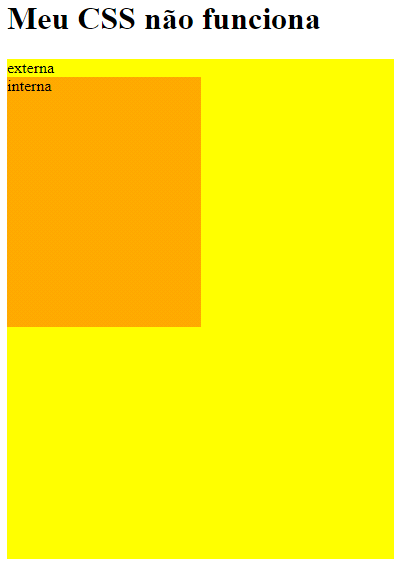 Meu CSS não funciona
externa
interna